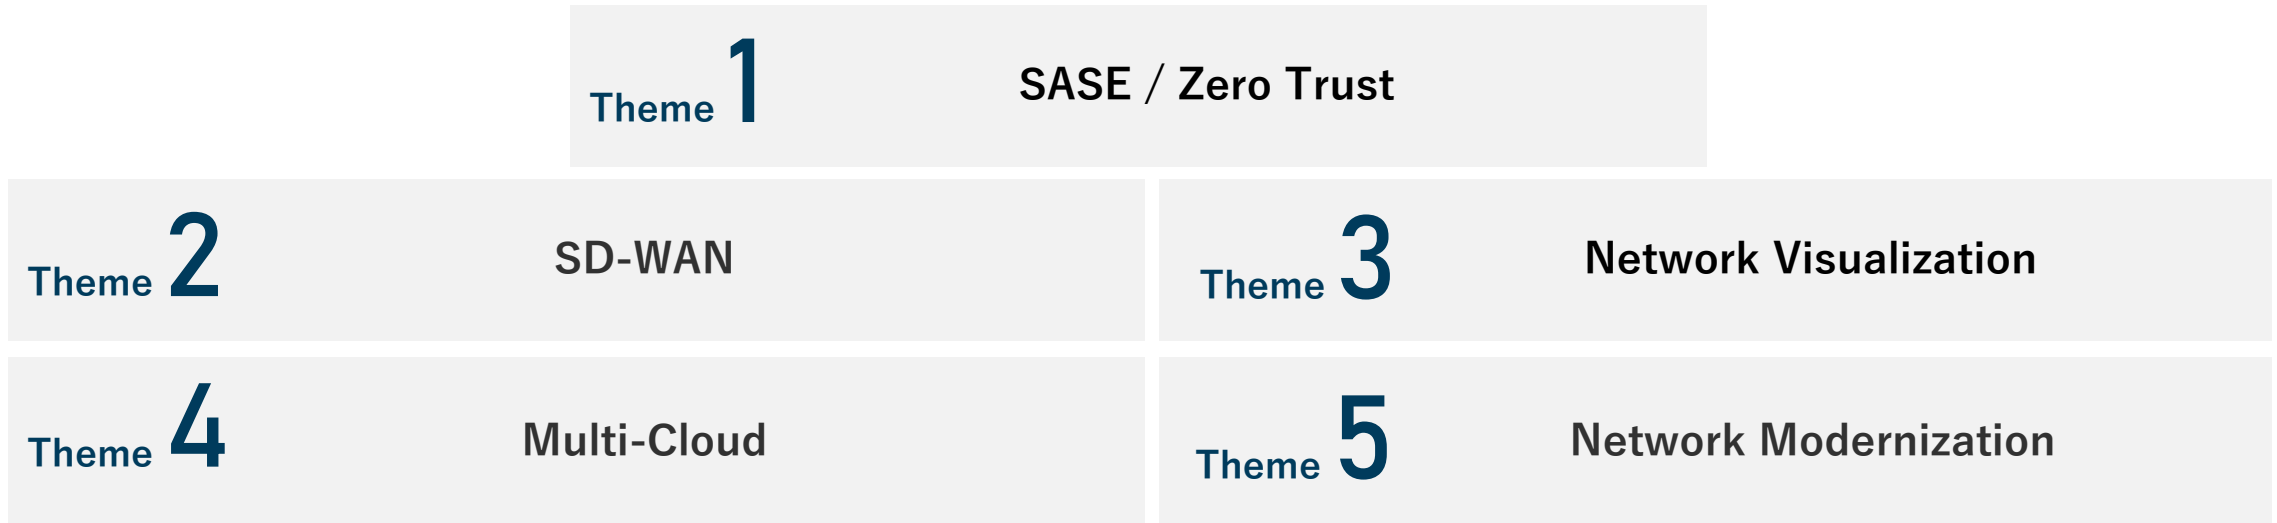 Theme 1 SASE / Zero Trust
Theme 2 SD-WAN
Theme 3 Network Visualization
Theme 4 Multi-Cloud
Theme 5 Network Modernization